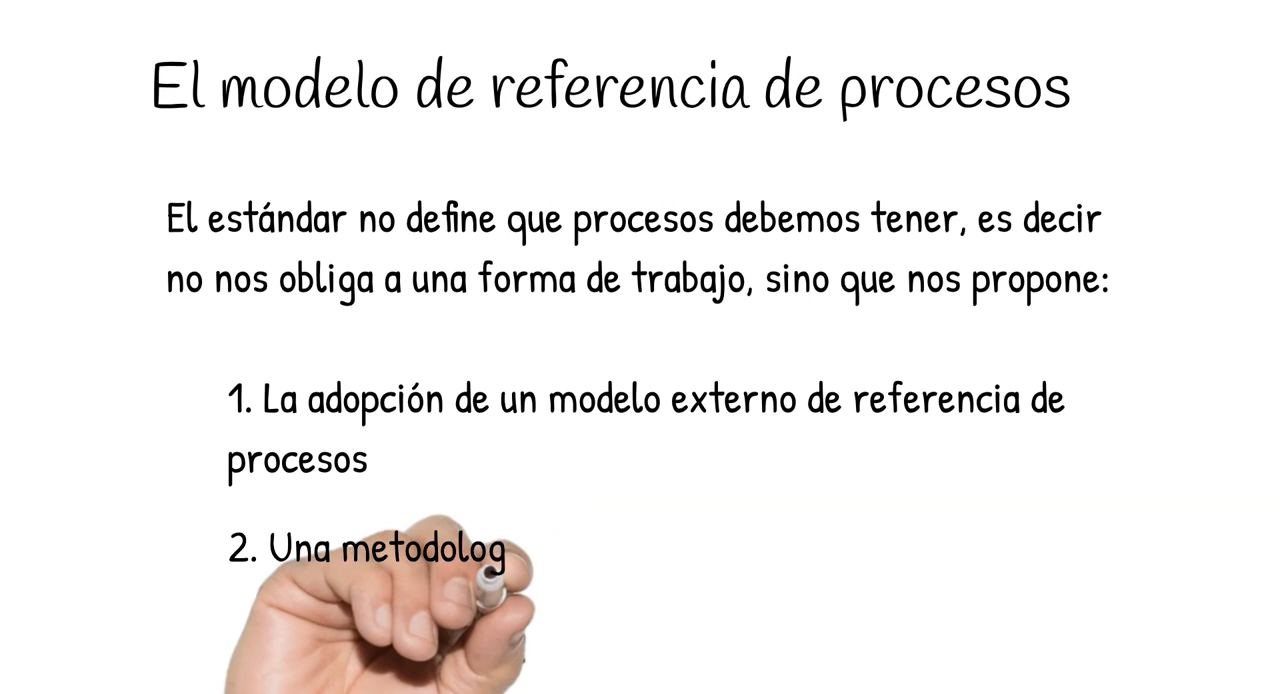 El modelo de referencia de procesos
El estándar no define que procesos debemos tener, es decir
no nos obliga a una forma de trabajo, sino que nos propone:
1. La adopción de un modelo externo de referencia de
procesos
2. Una metodolog